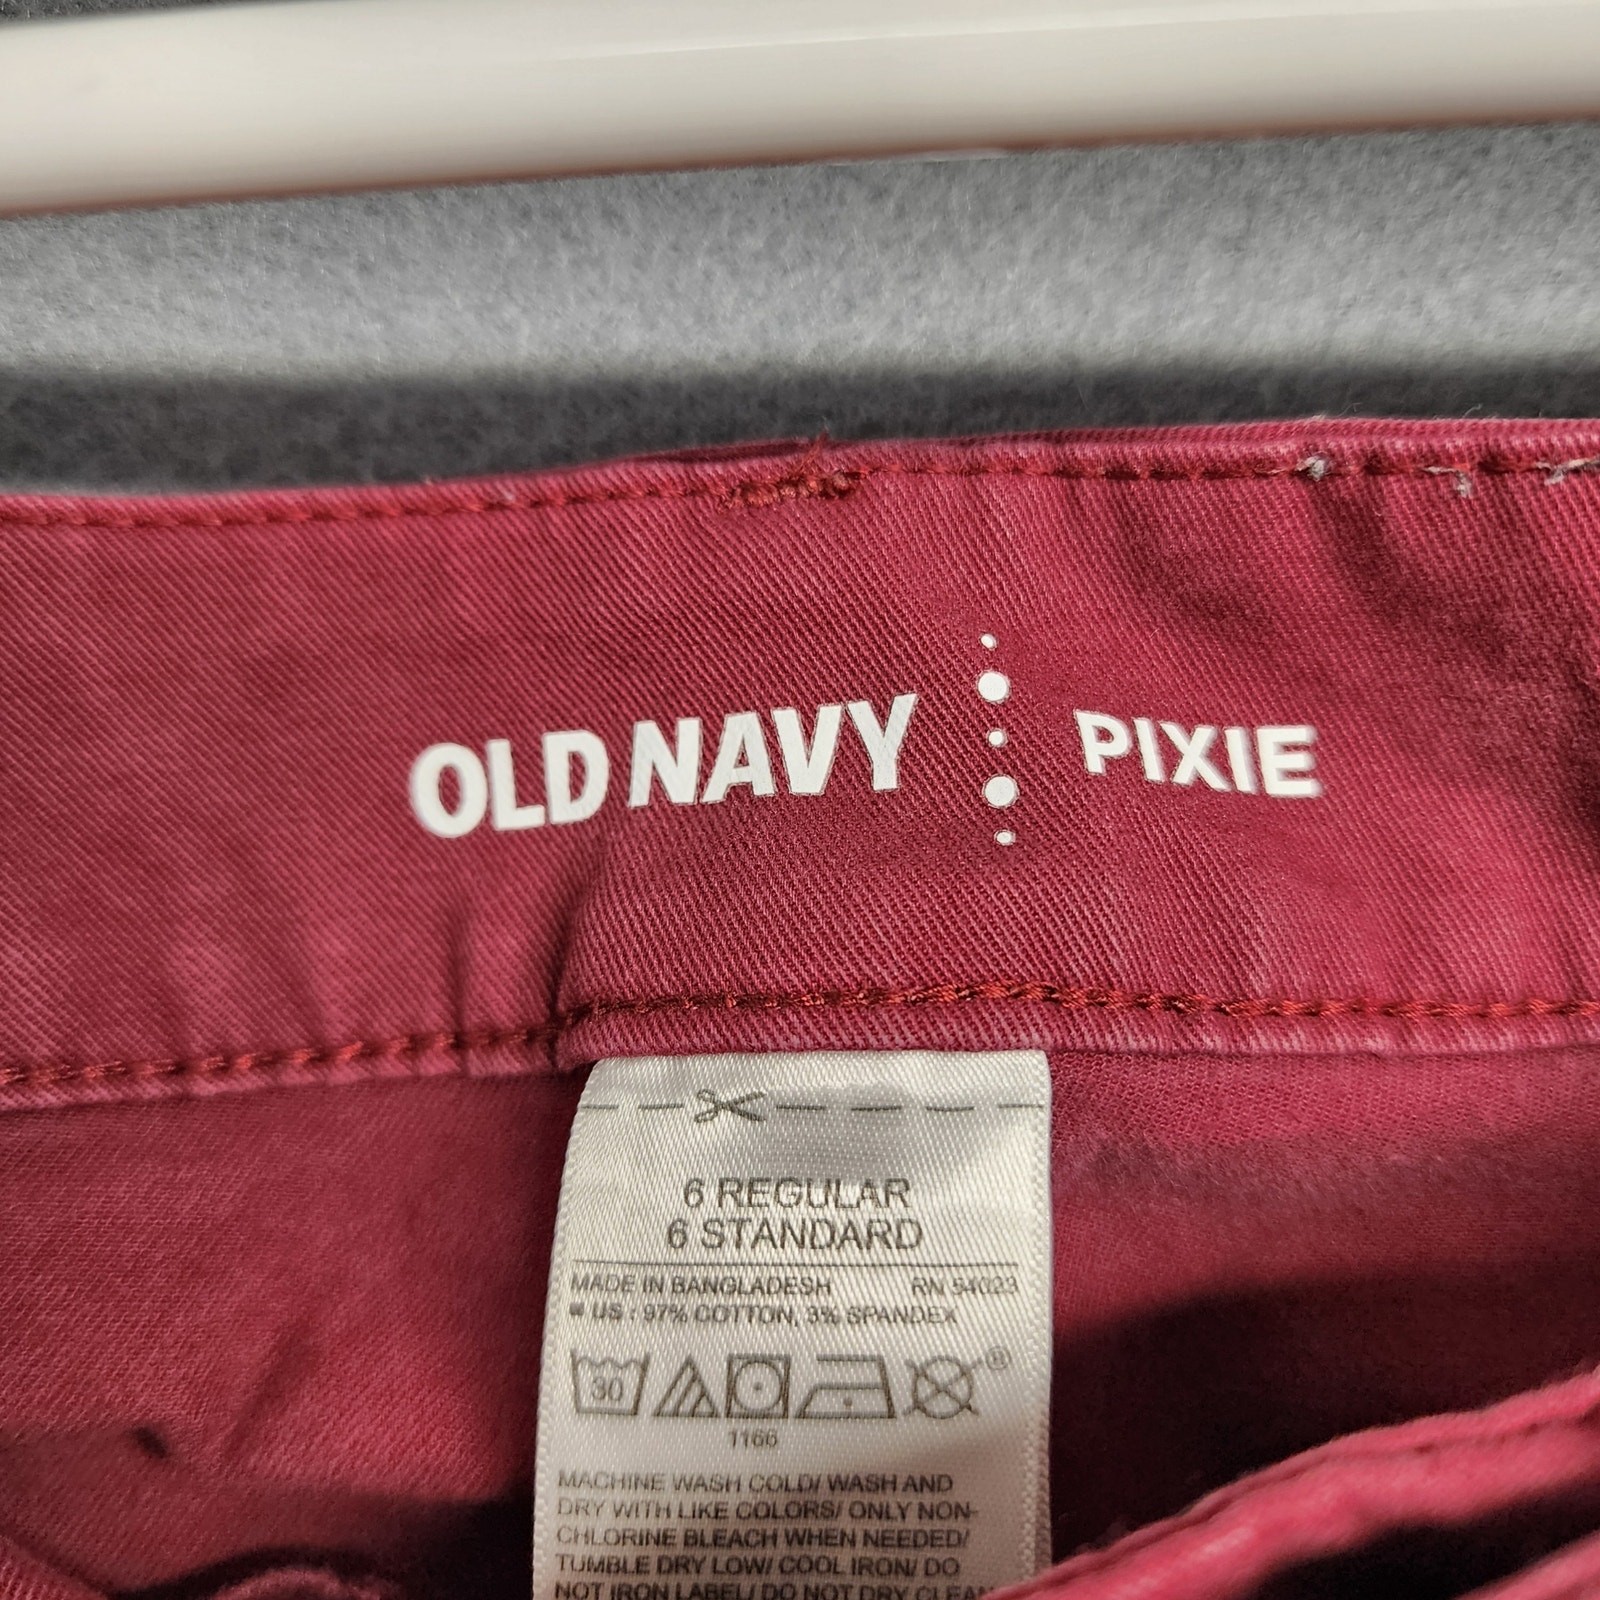 OLD NAVY PIXIE
6 REGULAR
6 STANDARD
MADE IN BANGLADESH RN 54023
US : 97% COTTON, 3% SPANDEX
30 ®
1166
MACHINE WASH COLD/ WASH AND
DRY WITH LIKE COLORS/ ONLY NON-
CHLORINE BLEACH WHEN NEEDED/
TUMBLE DRY LOW/ COOL IRON/ DO
NOT IRON LABEL/ DO NOT DRY CLEAN